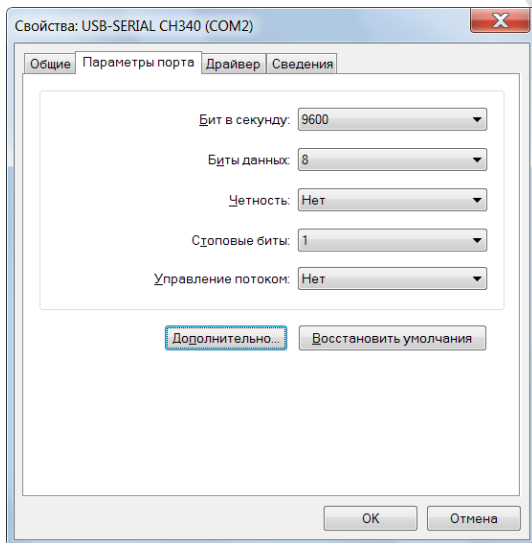 Свойства: USB-SERIAL CH340 (COM2)
Общие Параметры порта Драйвер Сведения
Бит в секунду: 9600
Биты данных: 8
Четность: Нет
Стоповые биты: 1
Управление потоком: Нет
Дополнительно... Восстановить умолчания
OK Отмена